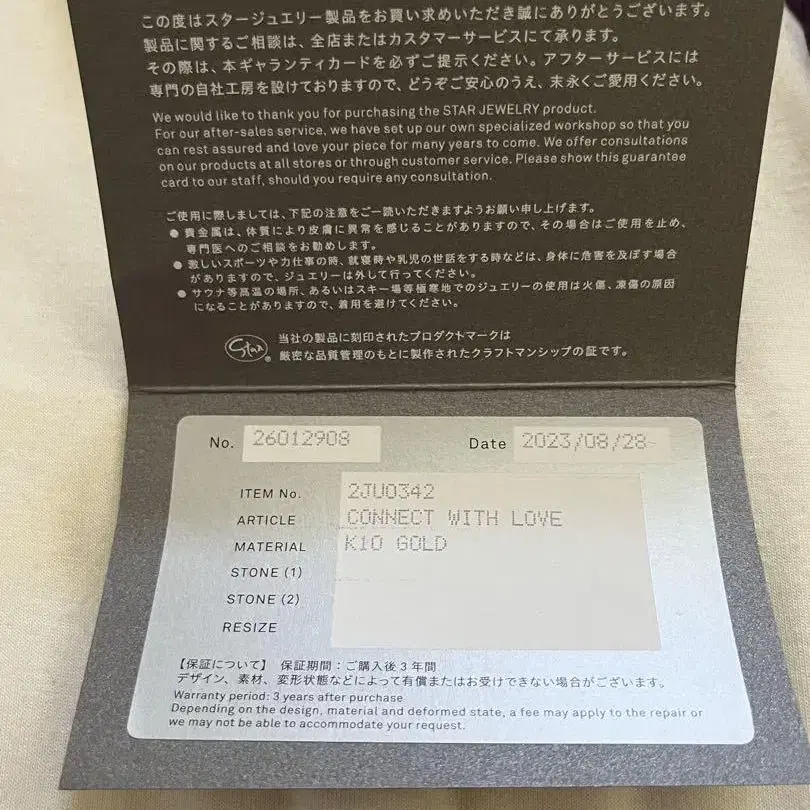 この度はスタージュエリー製品をお買い求めいただき誠にありがとうございます。
製品に関するご相談は、全店またはカスタマーサービスにて承ります。
その際は、本ギャランティカードを必ずご提示ください。アフターサービスには
専門の自社工房を設けておりますので、どうぞご安心のうえ、末永くご愛用ください。
We would like to thank you for purchasing the STAR JEWELRY product.
For our after-sales service, we have set up our own specialized workshop so that you
can rest assured and love your piece for many years to come. We offer consultations
on our products at all stores or through customer service. Please show this guarantee
card to our staff, should you require any consultation.
ご使用に際しましては、下記の注意をご一読いただきますようお願い申し上げます。
● 貴金属は、体質により皮膚に異常を感じることがありますので、その場合はご使用を止め、
専門医へのご相談をお勧めします。
● 激しいスポーツや力仕事の時、就寝時や乳児の世話をする時などは、身体に危害を及ぼす場合
がありますので、ジュエリーは外して行ってください。
● サウナ等高温の場所、あるいはスキー場等極寒地でのジュエリーの使用は火傷、凍傷の原因
になることがありますので、着用を避けてください。
Star® 当社の製品に刻印されたプロダクトマークは
厳密な品質管理のもとに製作されたクラフトマンシップの証です。
No. 26012908 Date 2023/08/28
ITEM No. 2JU0342
ARTICLE CONNECT WITH LOVE
MATERIAL K10 GOLD
STONE (1)
STONE (2)
RESIZE
【保証について】 保証期間：ご購入後3年間
デザイン、素材、変形状態などによって有償またはお受けできない場合がございます。
Warranty period: 3 years after purchase
Depending on the design, material and deformed state, a fee may apply to the repair or
we may not be able to accommodate your request.